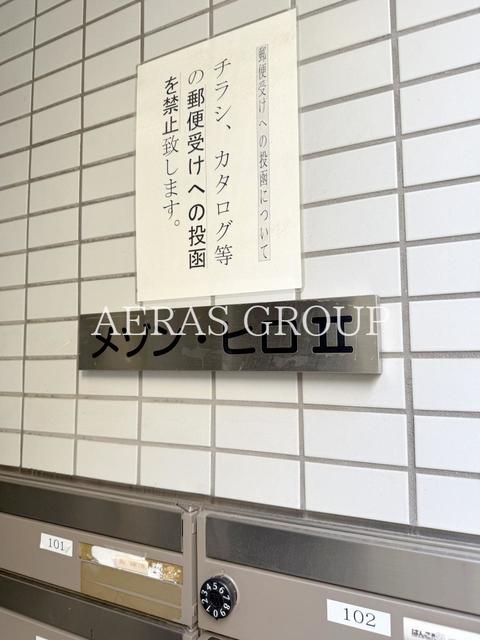 郵便受けへの投函について
チラシ、カタログ等
の郵便受けへの投函
を禁止致します。
AERAS GROUP
メゾン・ヒロⅡ
101
102